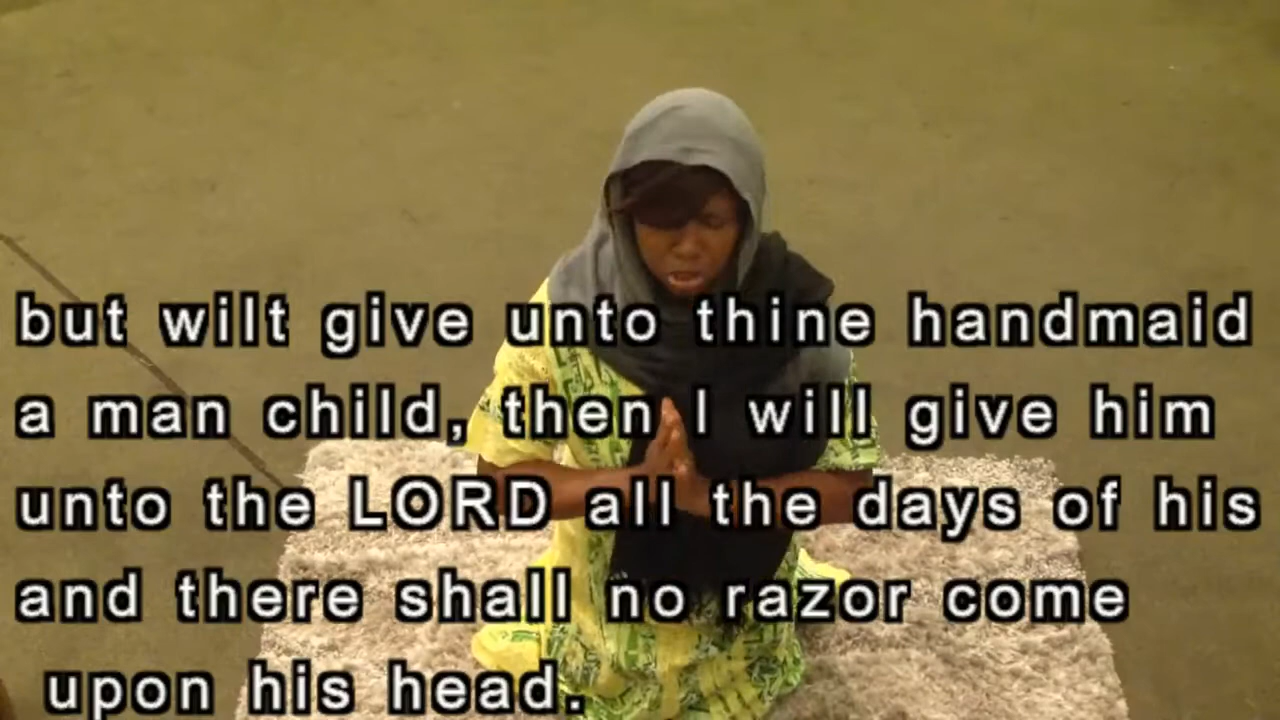 but wilt give unto thine handmaid
a man child, then I will give him
unto the LORD all the days of his
and there shall no razor come
upon his head.